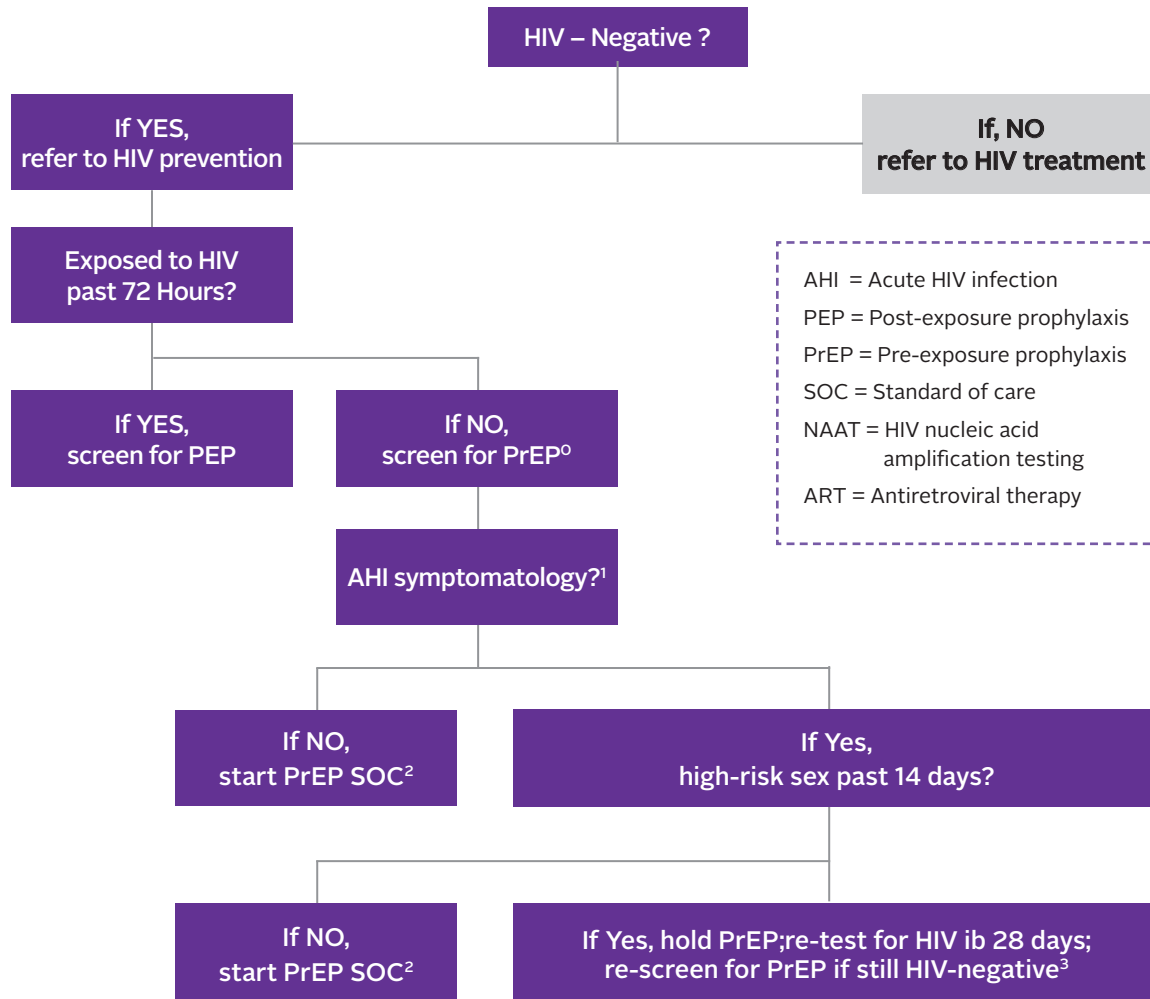 HIV – Negative ?
If YES,
refer to HIV prevention
If, NO
refer to HIV treatment
Exposed to HIV
past 72 Hours?
AHI = Acute HIV infection
PEP = Post-exposure prophylaxis
PrEP = Pre-exposure prophylaxis
SOC = Standard of care
NAAT = HIV nucleic acid
amplification testing
ART = Antiretroviral therapy
If YES,
screen for PEP
If NO,
screen for PrEP⁰
AHI symptomatology?¹
If NO,
start PrEP SOC²
If Yes,
high-risk sex past 14 days?
If NO,
start PrEP SOC²
If Yes, hold PrEP;re-test for HIV ib 28 days;
re-screen for PrEP if still HIV-negative³